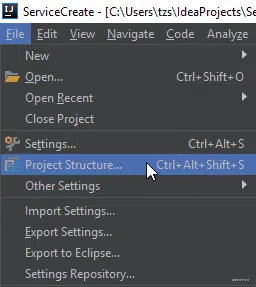 IJ ServiceCreate - [C:\Users\tzs\IdeaProjects\Se
File Edit View Navigate Code Analyze
New
Open... Ctrl+Shift+O
Open Recent
Close Project
Settings... Ctrl+Alt+S
Project Structure... Ctrl+Alt+Shift+S
Other Settings
Import Settings...
Export Settings...
Export to Eclipse...
Settings Repository...